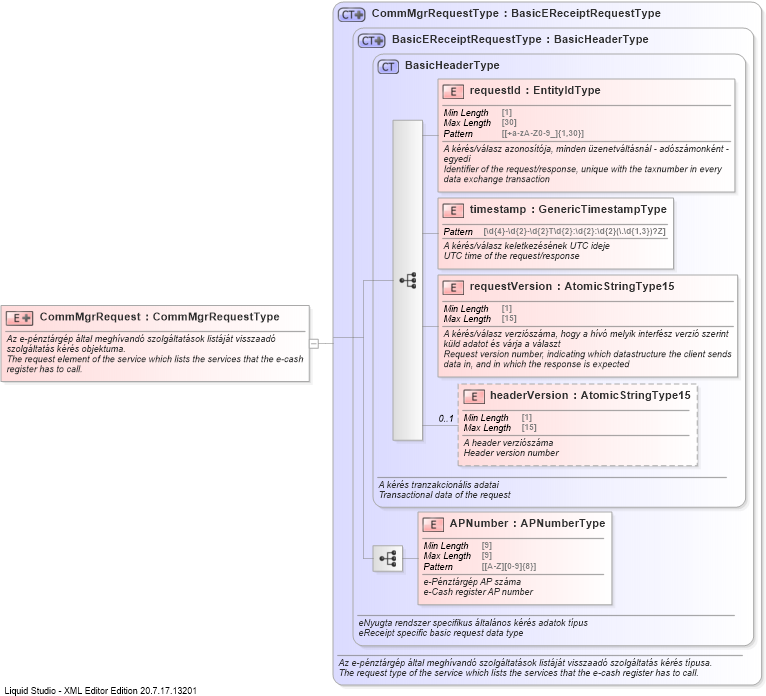 CT+ CommMgrRequestType : BasicEReceiptRequestType
CT+ BasicEReceiptRequestType : BasicHeaderType
CT BasicHeaderType
E requestId : EntityIdType
Min Length [1]
Max Length [30]
Pattern [[+a-zA-Z0-9_]{1,30}]
A kérés/válasz azonosítója, minden üzenetváltásnál - adószámonként -
egyedi
Identifier of the request/response, unique with the taxnumber in every
data exchange transaction
E timestamp : GenericTimestampType
Pattern [\d{4}-\d{2}-\d{2}T\d{2}:\d{2}:\d{2}(\.\d{1,3})?Z]
A kérés/válasz keletkezésének UTC ideje
UTC time of the request/response
E requestVersion : AtomicStringType15
Min Length [1]
Max Length [15]
A kérés/válasz verziószáma, hogy a hívó melyik interfész verzió szerint
küld adatot és várja a választ
Request version number, indicating which datastructure the client sends
data in, and in which the response is expected
E+ CommMgrRequest : CommMgrRequestType
Az e-pénztárgép által meghívandó szolgáltatások listáját visszaadó
szolgáltatás kérés objektuma.
The request element of the service which lists the services that the e-cash
register has to call.
E headerVersion : AtomicStringType15
0..1
Min Length [1]
Max Length [15]
A header verziószáma
Header version number
A kérés tranzakcionális adatai
Transactional data of the request
E APNumber : APNumberType
Min Length [9]
Max Length [9]
Pattern [[A-Z][0-9]{8}]
e-Pénztárgép AP száma
e-Cash register AP number
eNyugta rendszer specifikus általános kérés adatok típus
eReceipt specific basic request data type
Az e-pénztárgép által meghívandó szolgáltatások listáját visszaadó szolgáltatás kérés típusa.
The request type of the service which lists the services that the e-cash register has to call.
Liquid Studio - XML Editor Edition 20.7.17.13201